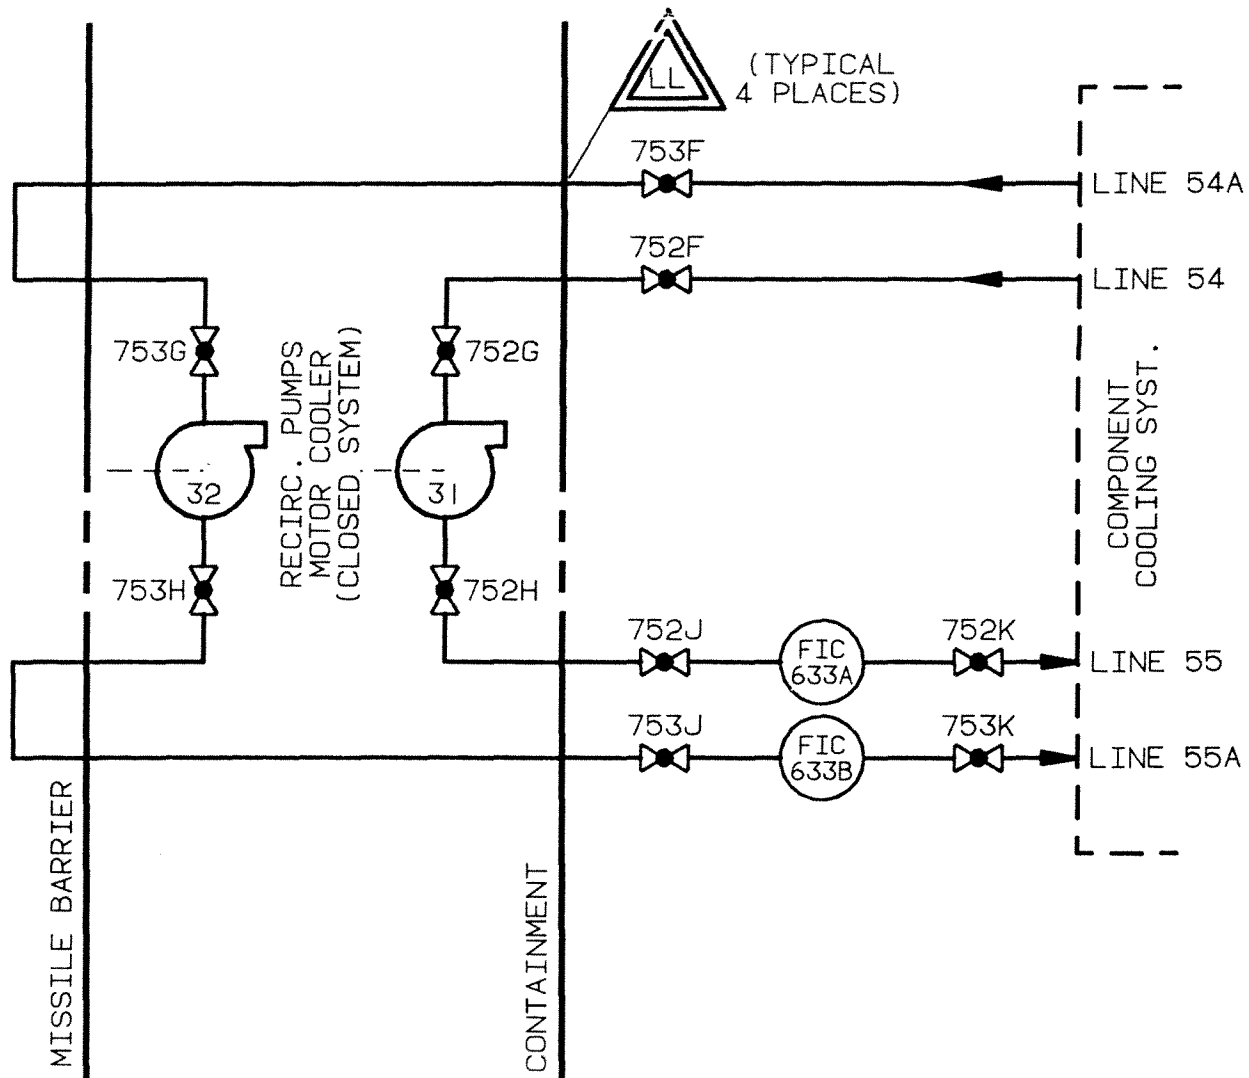 LL
(TYPICAL
4 PLACES)
753F
LINE 54A
752F
LINE 54
753G
RECIRC. PUMPS
MOTOR COOLER
(CLOSED SYSTEM)
752G
COMPONENT
COOLING SYST.
32
31
753H
752H
752J
FIC
633A
752K
LINE 55
753J
FIC
633B
753K
LINE 55A
MISSILE BARRIER
CONTAINMENT